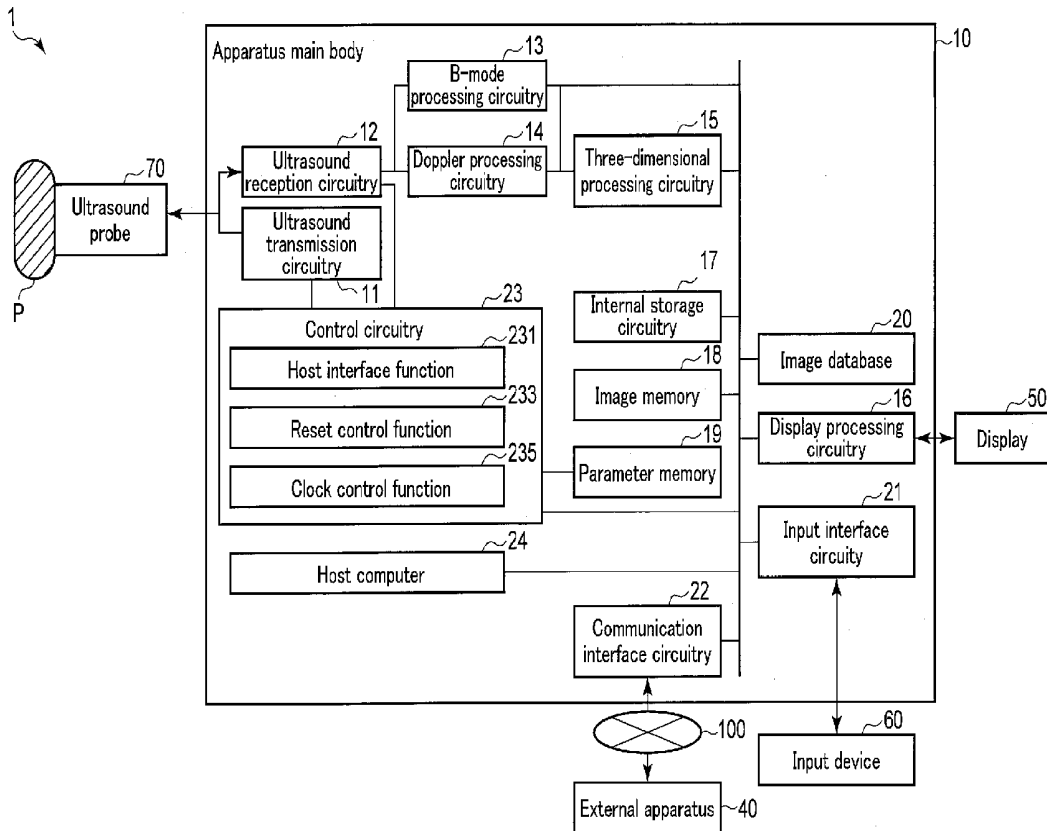 1
10
Apparatus main body
13
B-mode
processing circuitry
12
Ultrasound
reception circuitry
14
Doppler processing
circuitry
15
Three-dimensional
processing circuitry
70
Ultrasound
probe
P
Ultrasound
transmission
circuitry
11
23
Control circuitry
231
Host interface function
233
Reset control function
235
Clock control function
17
Internal storage
circuitry
18
Image memory
19
Parameter memory
20
Image database
16
Display processing
circuitry
50
Display
21
Input interface
circuity
24
Host computer
22
Communication
interface circuitry
100
60
Input device
External apparatus
40